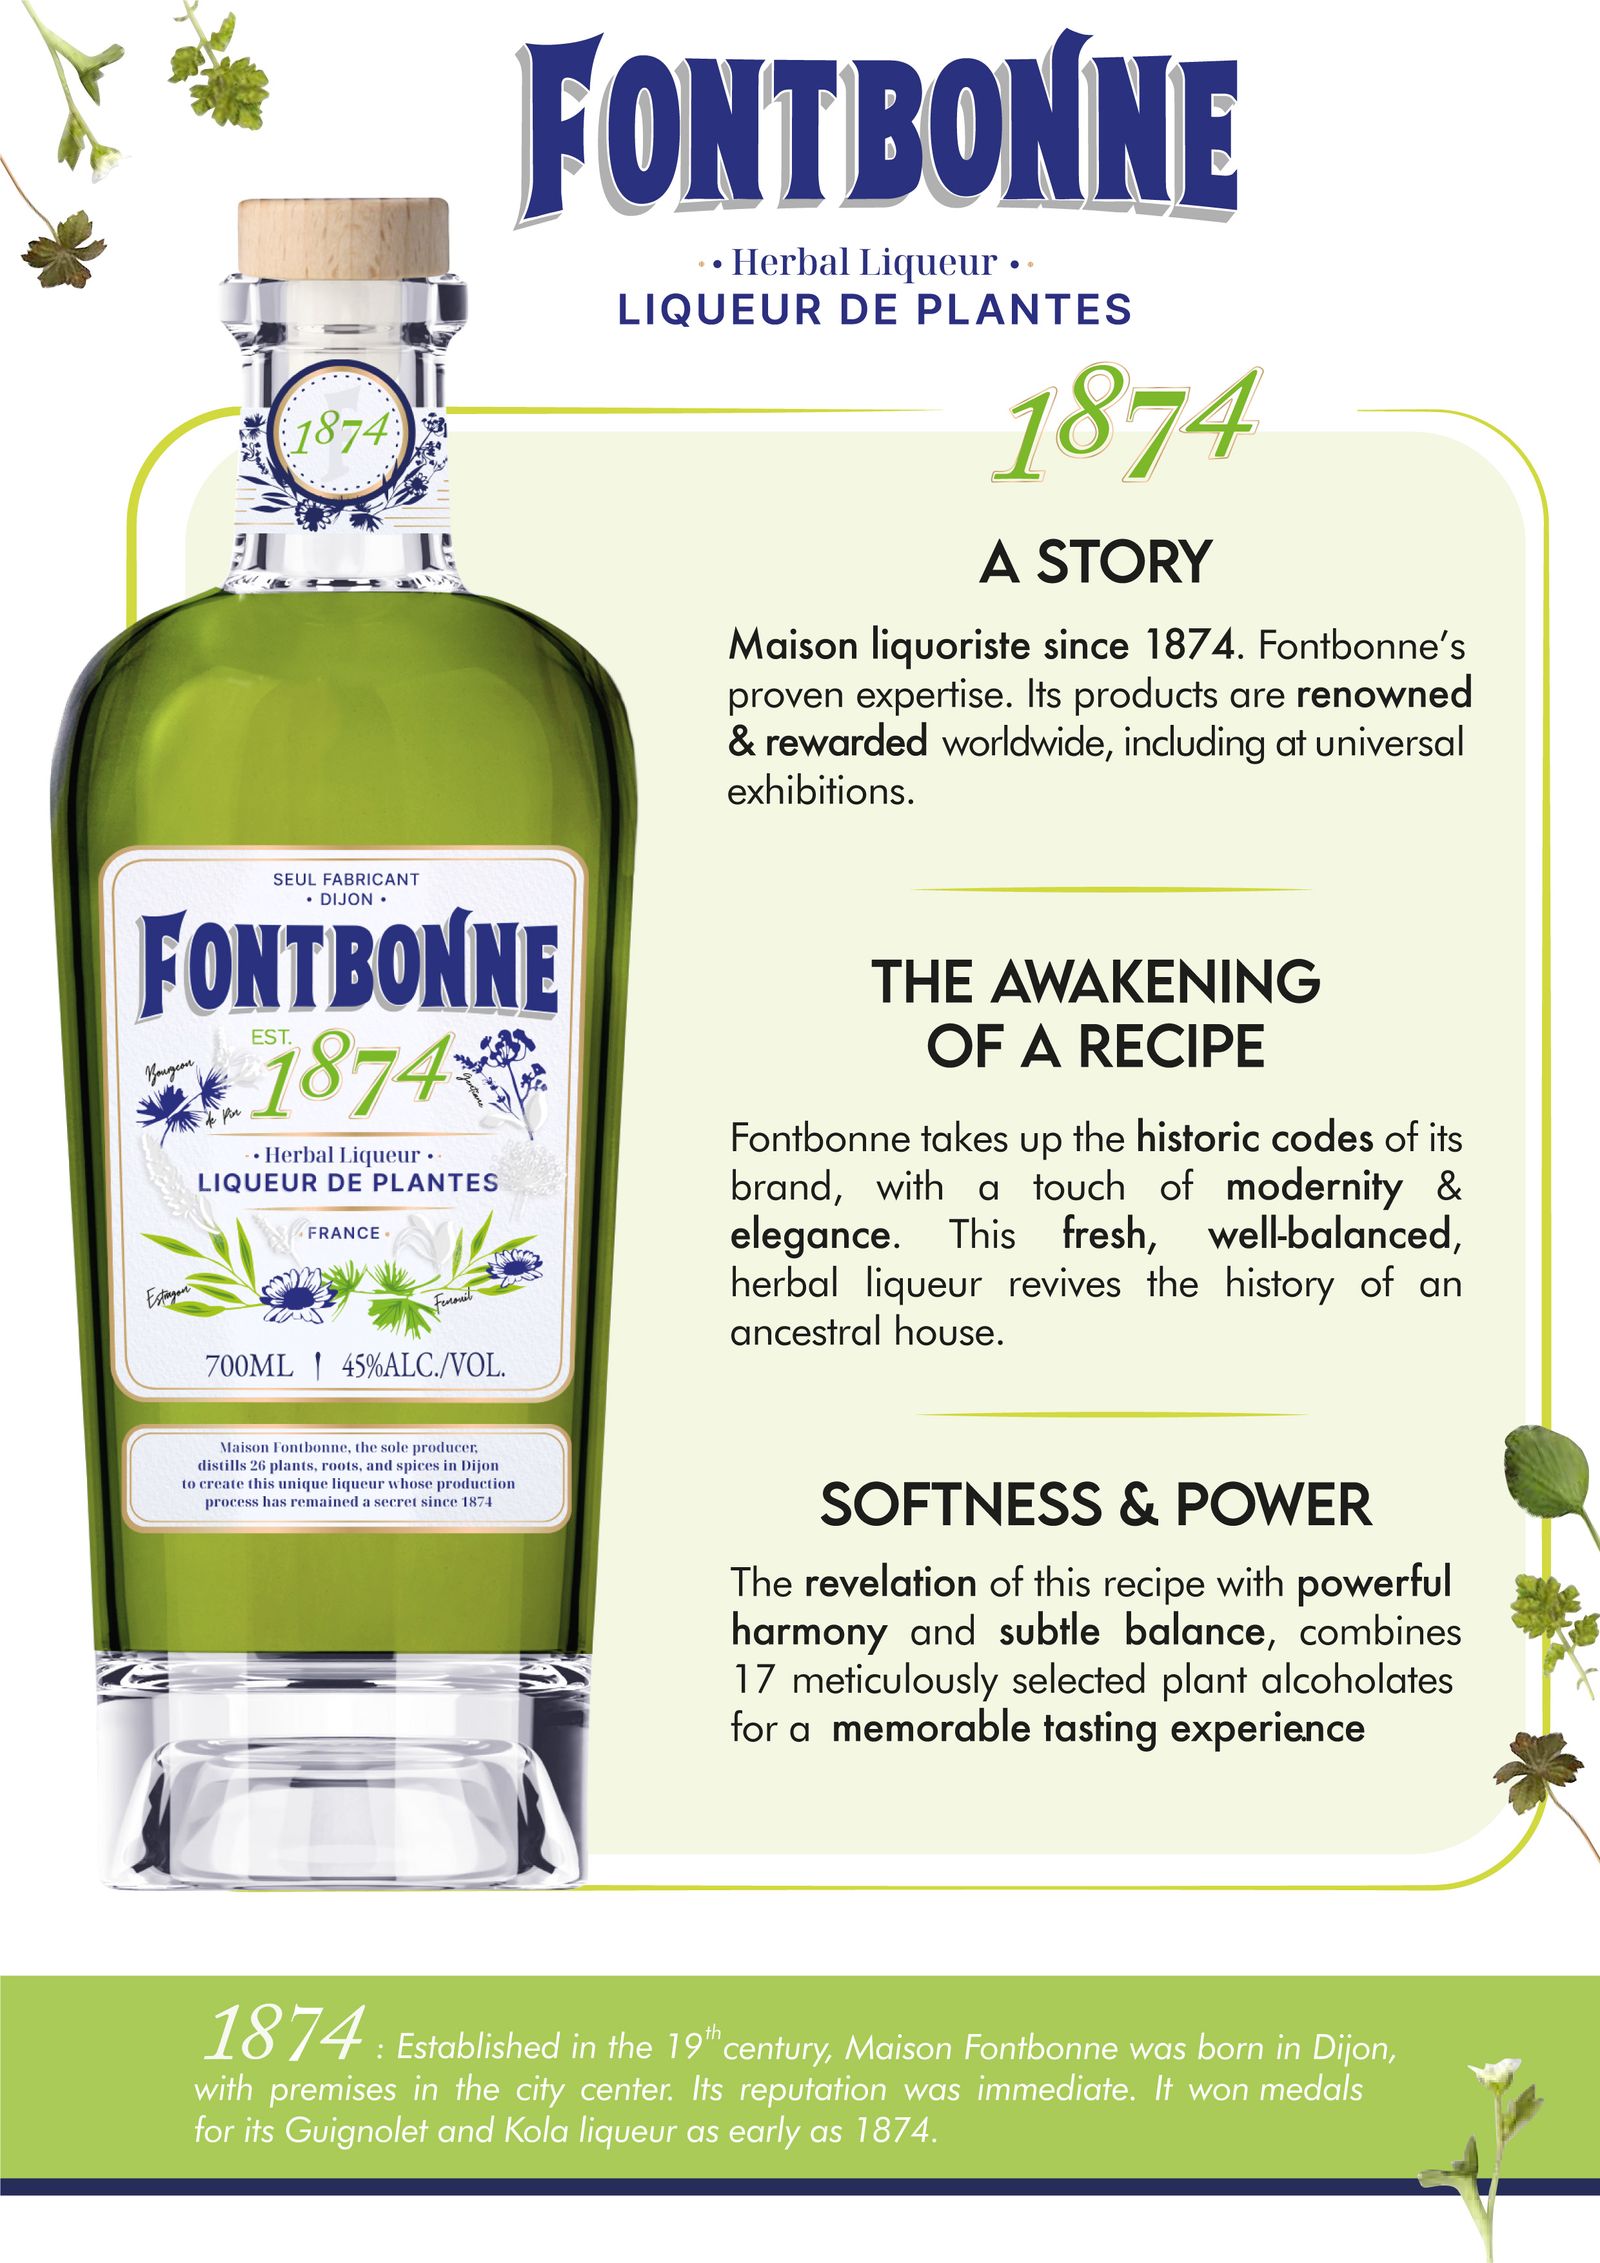 FONTBONNE
• Herbal Liqueur •
LIQUEUR DE PLANTES
1874
1874
A STORY
Maison liquoriste since 1874. Fontbonne's
proven expertise. Its products are renowned
& rewarded worldwide, including at universal
exhibitions.
SEUL FABRICANT
• DIJON •
FONTBONNE
EST.
1874
Bourgeon
de Pin
Gentiane
• Herbal Liqueur •
LIQUEUR DE PLANTES
FRANCE
Estragon
Fenouil
700ML | 45%ALC./VOL.
Maison Fontbonne, the sole producer,
distills 26 plants, roots, and spices in Dijon
to create this unique liqueur whose production
process has remained a secret since 1874
THE AWAKENING
OF A RECIPE
Fontbonne takes up the historic codes of its
brand, with a touch of modernity &
elegance. This fresh, well-balanced,
herbal liqueur revives the history of an
ancestral house.
SOFTNESS & POWER
The revelation of this recipe with powerful
harmony and subtle balance, combines
17 meticulously selected plant alcoholates
for a memorable tasting experience.
1874 : Established in the 19th century, Maison Fontbonne was born in Dijon,
with premises in the city center. Its reputation was immediate. It won medals
for its Guignolet and Kola liqueur as early as 1874.